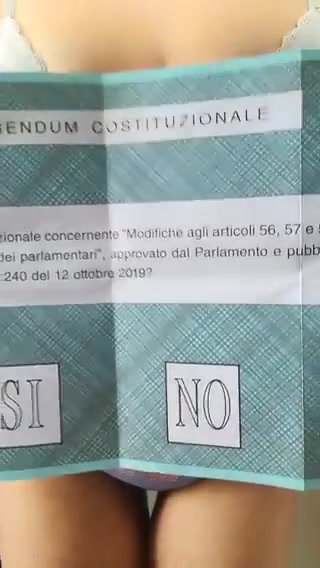 ENDUM COSTITUZIONALE
zionale concernente "Modifiche agli articoli 56, 57 e
dei parlamentari", approvato dal Parlamento e pubb
240 del 12 ottobre 2019?
SI
NO